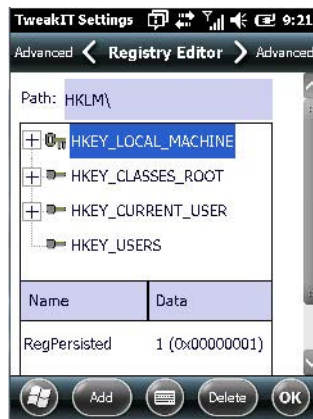 TweakIT Settings 9:21
Advanced Registry Editor Advanced
Path: HKLM\
HKEY_LOCAL_MACHINE
HKEY_CLASSES_ROOT
HKEY_CURRENT_USER
HKEY_USERS
Name Data
RegPersisted 1 (0x00000001)
Add Delete OK